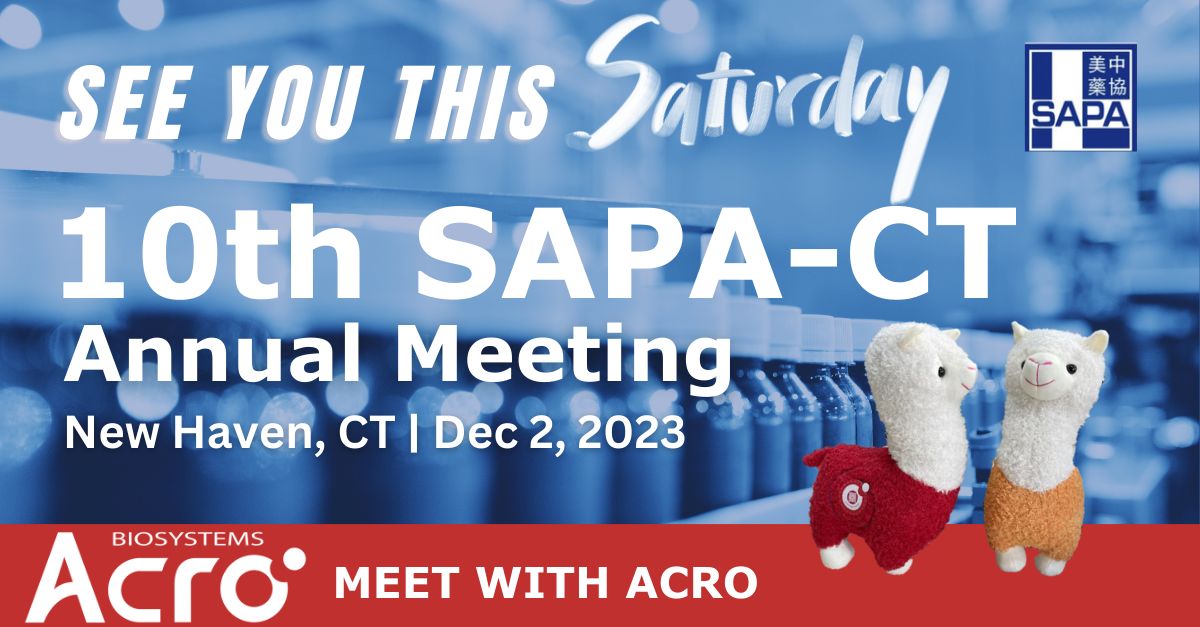 SEE YOU THIS Saturday
美中
藥協
SAPA
10th SAPA-CT
Annual Meeting
New Haven, CT | Dec 2, 2023
BIOSYSTEMS
Acro
MEET WITH ACRO